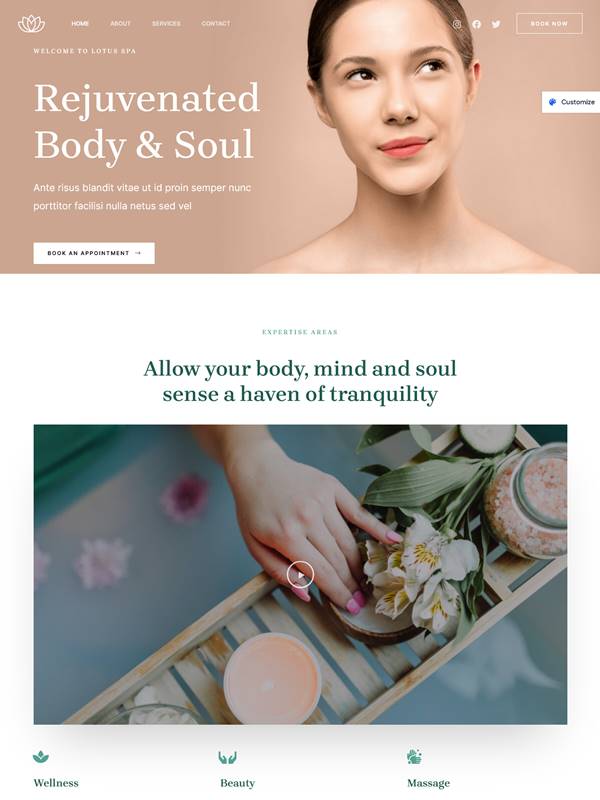 HOME ABOUT SERVICES CONTACT BOOK NOW
WELCOME TO LOTUS SPA
Rejuvenated
Body & Soul
Customize
Ante risus blandit vitae ut id proin semper nunc
porttitor facilisi nulla netus sed vel
BOOK AN APPOINTMENT →
EXPERTISE AREAS
Allow your body, mind and soul
sense a haven of tranquility
Wellness Beauty Massage